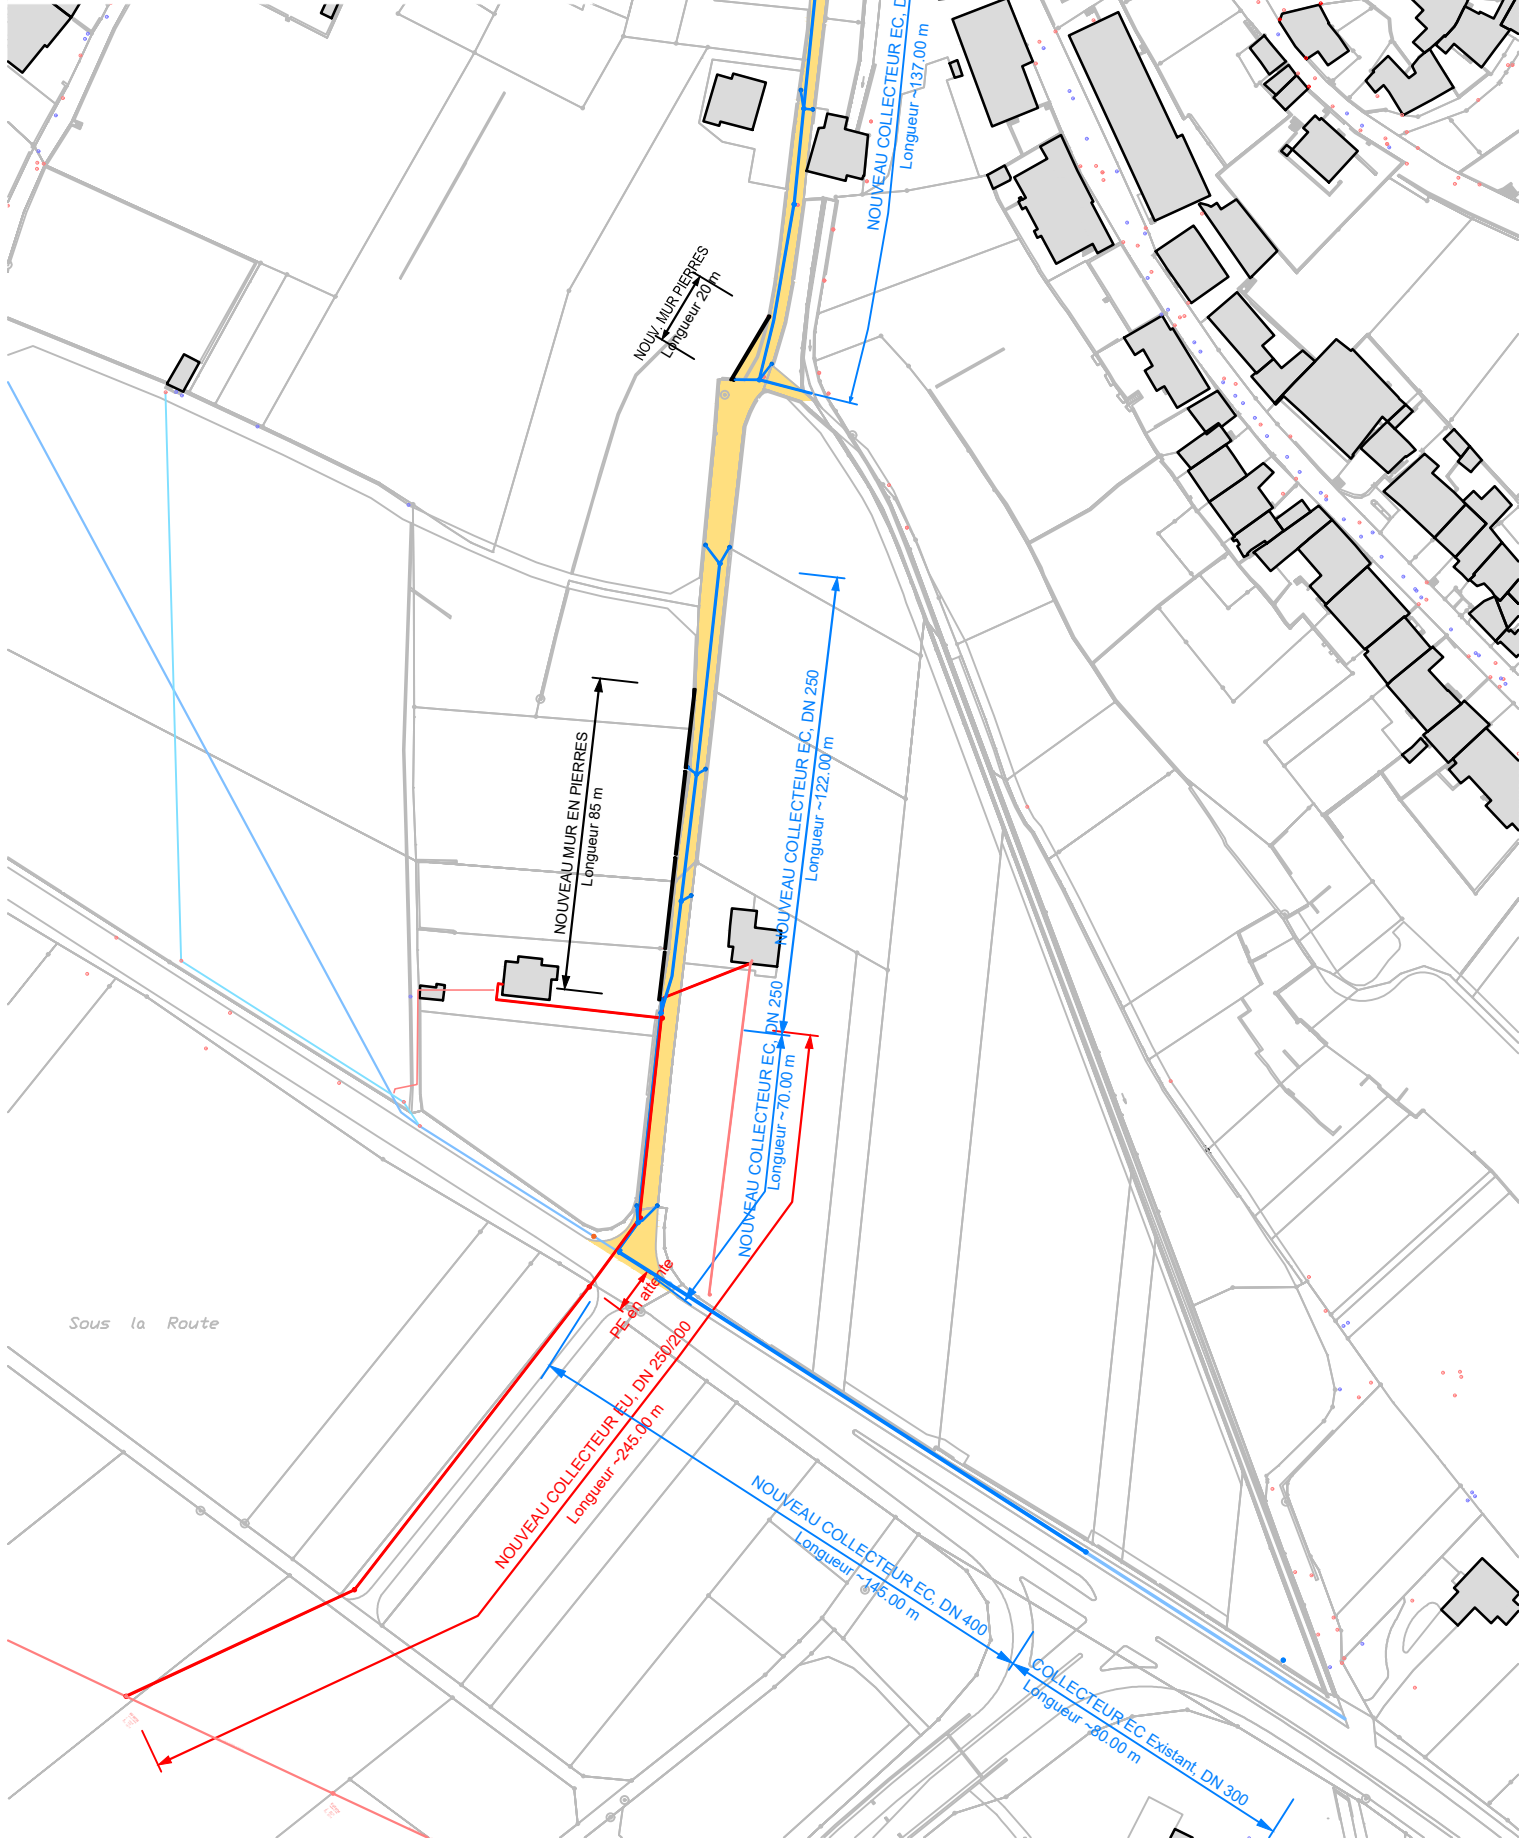 NOUVEAU COLLECTEUR EC, D
Longueur ~137.00 m
NOUV. MUR PIERRES
Longueur 20 m
NOUVEAU COLLECTEUR EC, DN 250
Longueur ~122.00 m
NOUVEAU MUR EN PIERRES
Longueur 85 m
NOUVEAU COLLECTEUR EC, DN 250
Longueur ~70.00 m
PE en attente
Sous la Route
NOUVEAU COLLECTEUR EU, DN 250/200
Longueur ~245.00 m
NOUVEAU COLLECTEUR EC, DN 400
Longueur ~145.00 m
COLLECTEUR EC Existant, DN 300
Longueur ~80.00 m